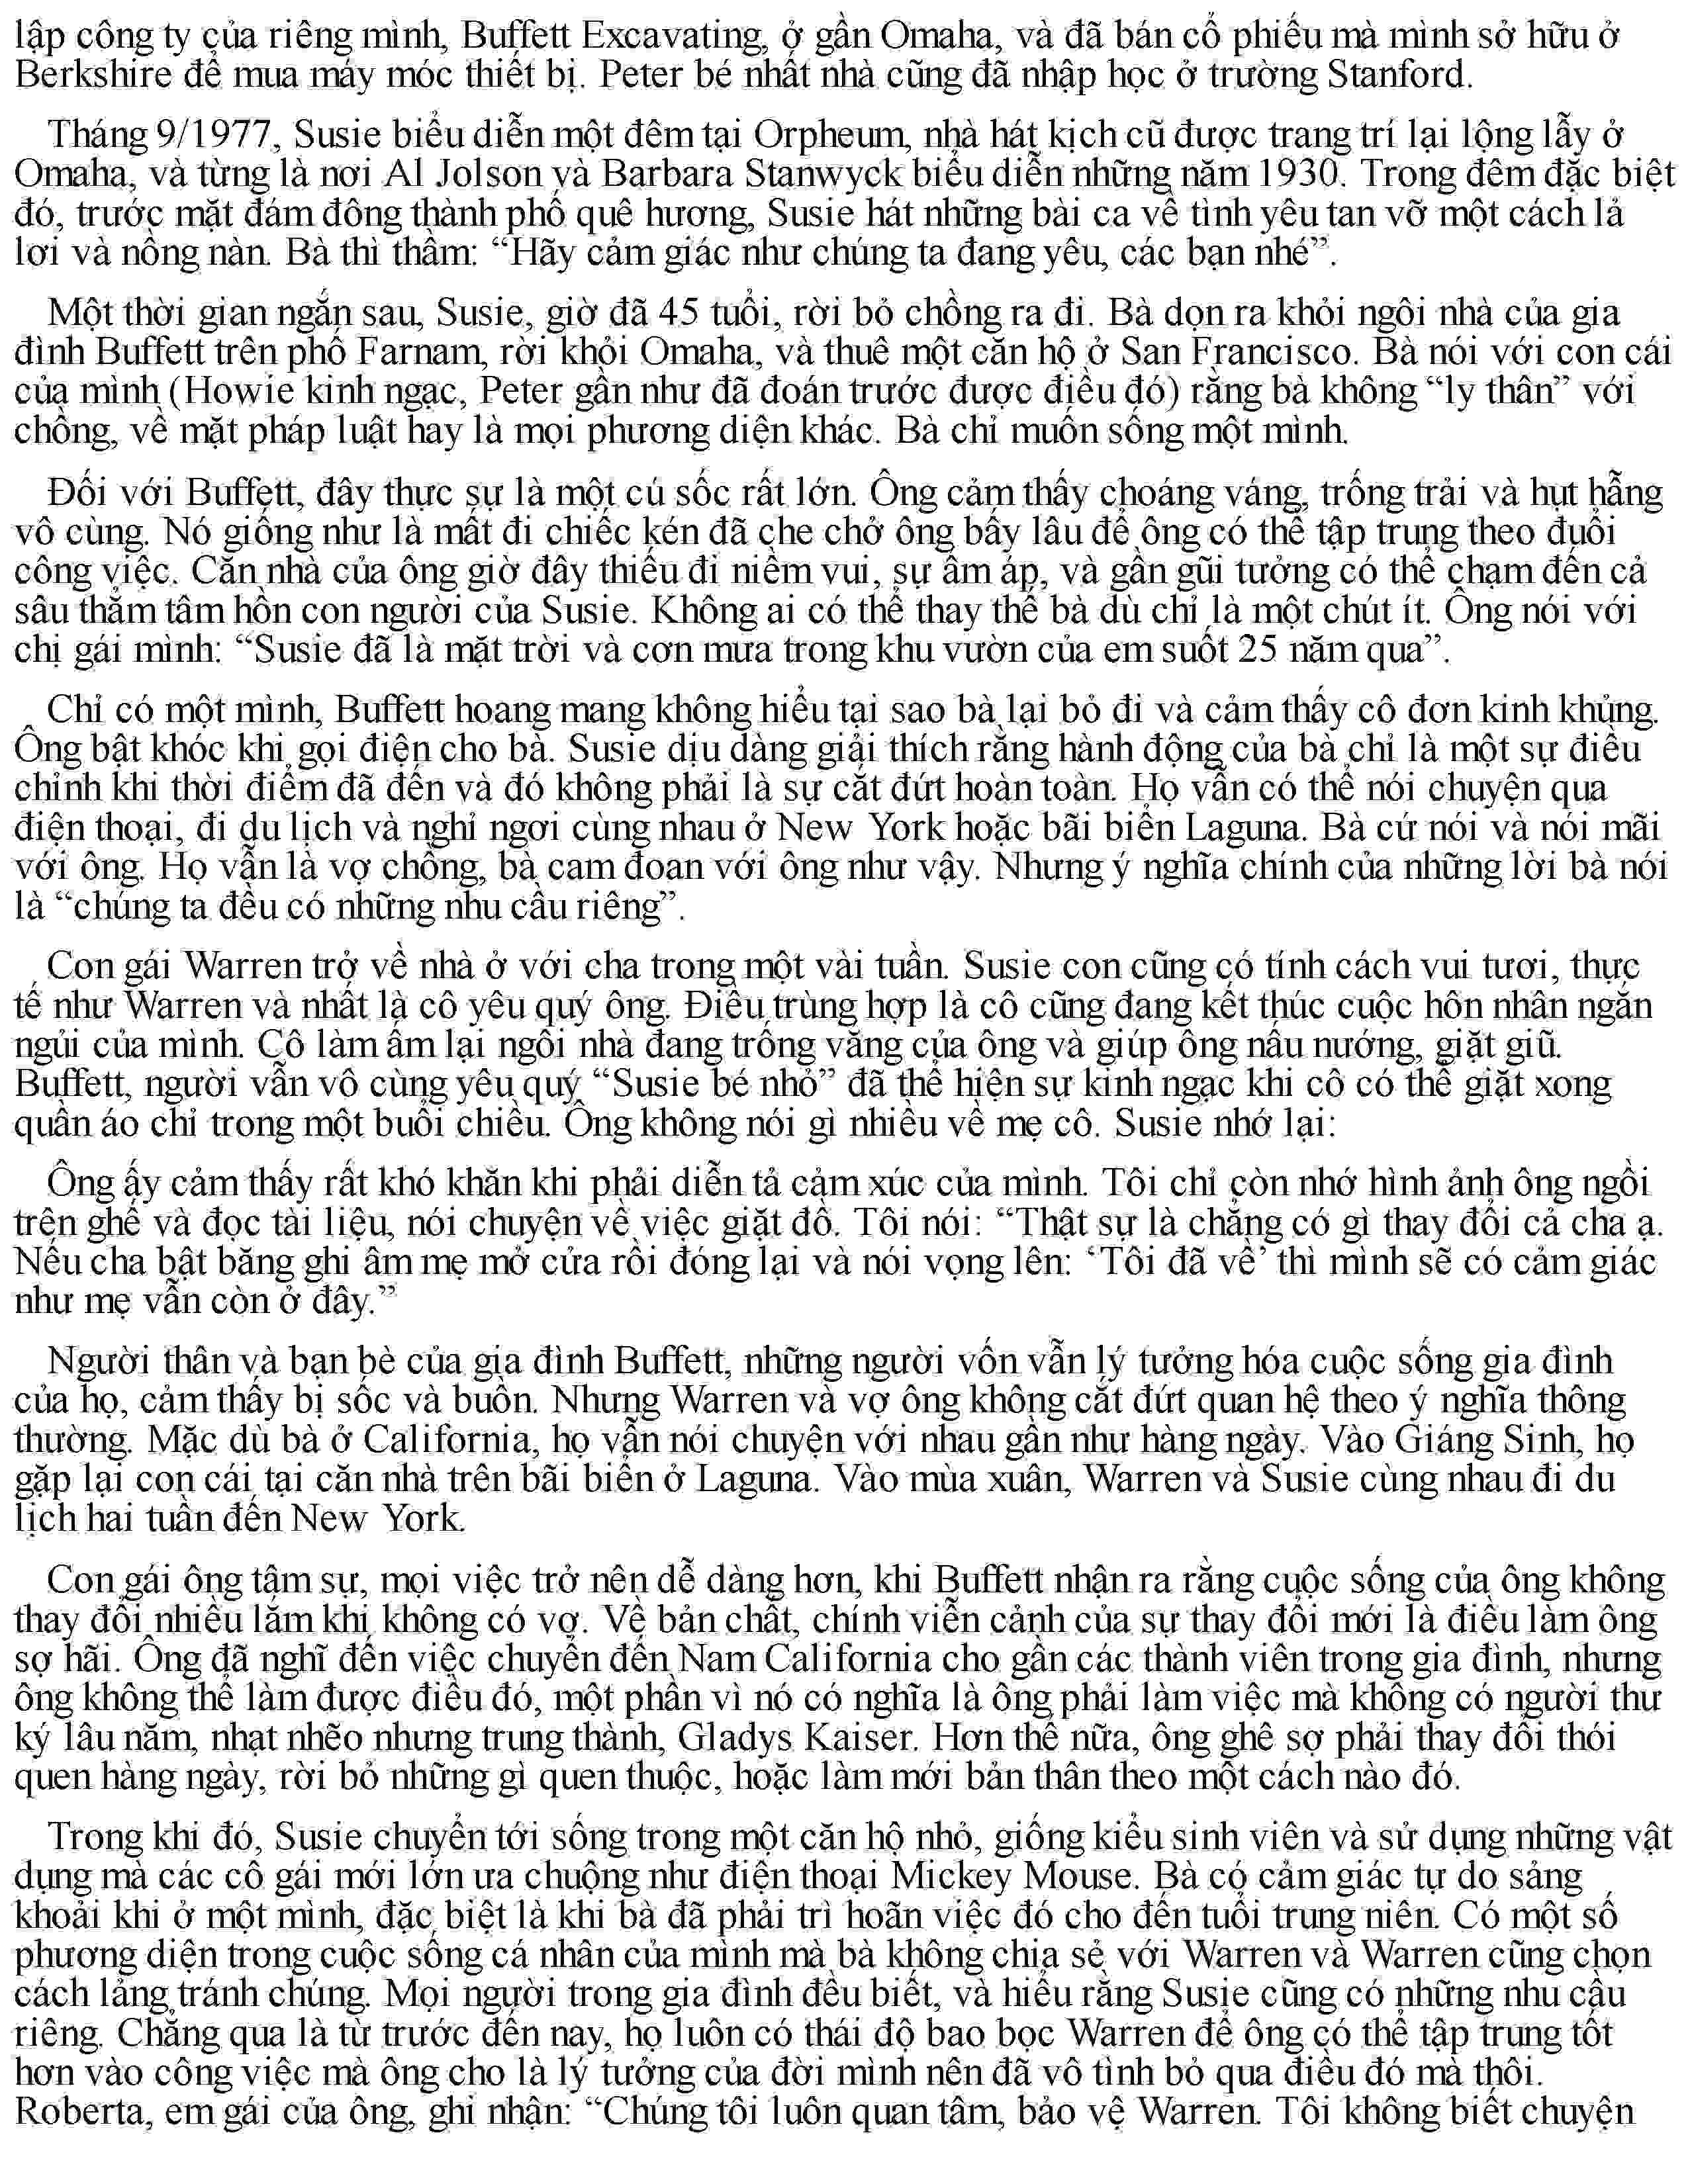 lập công ty của riêng mình, Buffett Excavating, ở gần Omaha, và đã bán cổ phiếu mà mình sở hữu ở
Berkshire để mua máy móc thiết bị. Peter bé nhất nhà cũng đã nhập học ở trường Stanford.
Tháng 9/1977, Susie biểu diễn một đêm tại Orpheum, nhà hát kịch cũ được trang trí lại lộng lẫy ở
Omaha, và từng là nơi Al Jolson và Barbara Stanwyck biểu diễn những năm 1930. Trong đêm đặc biệt
đó, trước mặt đám đông thành phố quê hương, Susie hát những bài ca về tình yêu tan vỡ một cách lả
lơi và nồng nàn. Bà thì thầm: “Hãy cảm giác như chúng ta đang yêu, các bạn nhé”.
Một thời gian ngắn sau, Susie, giờ đã 45 tuổi, rời bỏ chồng ra đi. Bà dọn ra khỏi ngôi nhà của gia
đình Buffett trên phố Farnam, rời khỏi Omaha, và thuê một căn hộ ở San Francisco. Bà nói với con cái
của mình (Howie kinh ngạc, Peter gần như đã đoán trước được điều đó) rằng bà không “ly thân” với
chồng, về mặt pháp luật hay là mọi phương diện khác. Bà chỉ muốn sống một mình.
Đối với Buffett, đây thực sự là một cú sốc rất lớn. Ông cảm thấy choáng váng, trống trải và hụt hẫng
vô cùng. Nó giống như là mất đi chiếc kén đã che chở ông bấy lâu để ông có thể tập trung theo đuổi
công việc. Căn nhà của ông giờ đây thiếu đi niềm vui, sự ấm áp, và gần gũi tưởng có thể chạm đến cả
sâu thẳm tâm hồn con người của Susie. Không ai có thể thay thế bà dù chỉ là một chút ít. Ông nói với
chị gái mình: “Susie đã là mặt trời và cơn mưa trong khu vườn của em suốt 25 năm qua”.
Chỉ có một mình, Buffett hoang mang không hiểu tại sao bà lại bỏ đi và cảm thấy cô đơn kinh khủng.
Ông bật khóc khi gọi điện cho bà. Susie dịu dàng giải thích rằng hành động của bà chỉ là một sự điều
chỉnh khi thời điểm đã đến và đó không phải là sự cắt đứt hoàn toàn. Họ vẫn có thể nói chuyện qua
điện thoại, đi du lịch và nghỉ ngơi cùng nhau ở New York hoặc bãi biển Laguna. Bà cứ nói và nói mãi
với ông. Họ vẫn là vợ chồng, bà cam đoan với ông như vậy. Nhưng ý nghĩa chính của những lời bà nói
là “chúng ta đều có những nhu cầu riêng”.
Con gái Warren trở về nhà ở với cha trong một vài tuần. Susie con cũng có tính cách vui tươi, thực
tế như Warren và nhất là cô yêu quý ông. Điều trùng hợp là cô cũng đang kết thúc cuộc hôn nhân ngắn
ngủi của mình. Cô làm ấm lại ngôi nhà đang trống vắng của ông và giúp ông nấu nướng, giặt giũ.
Buffett, người vẫn vô cùng yêu quý “Susie bé nhỏ” đã thể hiện sự kinh ngạc khi cô có thể giặt xong
quần áo chỉ trong một buổi chiều. Ông không nói gì nhiều về mẹ cô. Susie nhớ lại:
Ông ấy cảm thấy rất khó khăn khi phải diễn tả cảm xúc của mình. Tôi chỉ còn nhớ hình ảnh ông ngồi
trên ghế và đọc tài liệu, nói chuyện về việc giặt đồ. Tôi nói: “Thật sự là chẳng có gì thay đổi cả cha ạ.
Nếu cha bật băng ghi âm mẹ mở cửa rồi đóng lại và nói vọng lên: ‘Tôi đã về’ thì mình sẽ có cảm giác
như mẹ vẫn còn ở đây.”
Người thân và bạn bè của gia đình Buffett, những người vốn vẫn lý tưởng hóa cuộc sống gia đình
của họ, cảm thấy bị sốc và buồn. Nhưng Warren và vợ ông không cắt đứt quan hệ theo ý nghĩa thông
thường. Mặc dù bà ở California, họ vẫn nói chuyện với nhau gần như hàng ngày. Vào Giáng Sinh, họ
gặp lại con cái tại căn nhà trên bãi biển ở Laguna. Vào mùa xuân, Warren và Susie cùng nhau đi du
lịch hai tuần đến New York.
Con gái ông tâm sự, mọi việc trở nên dễ dàng hơn, khi Buffett nhận ra rằng cuộc sống của ông không
thay đổi nhiều lắm khi không có vợ. Về bản chất, chính viễn cảnh của sự thay đổi mới là điều làm ông
sợ hãi. Ông đã nghĩ đến việc chuyển đến Nam California cho gần các thành viên trong gia đình, nhưng
ông không thể làm được điều đó, một phần vì nó có nghĩa là ông phải làm việc mà không có người thư
ký lâu năm, nhạt nhẽo nhưng trung thành, Gladys Kaiser. Hơn thế nữa, ông ghê sợ phải thay đổi thói
quen hàng ngày, rời bỏ những gì quen thuộc, hoặc làm mới bản thân theo một cách nào đó.
Trong khi đó, Susie chuyển tới sống trong một căn hộ nhỏ, giống kiểu sinh viên và sử dụng những vật
dụng mà các cô gái mới lớn ưa chuộng như điện thoại Mickey Mouse. Bà có cảm giác tự do sảng
khoải khi ở một mình, đặc biệt là khi bà đã phải trì hoãn việc đó cho đến tuổi trung niên. Có một số
phương diện trong cuộc sống cá nhân của mình mà bà không chia sẻ với Warren và Warren cũng chọn
cách lảng tránh chúng. Mọi người trong gia đình đều biết, và hiểu rằng Susie cũng có những nhu cầu
riêng. Chẳng qua là từ trước đến nay, họ luôn có thái độ bao bọc Warren để ông có thể tập trung tốt
hơn vào công việc mà ông cho là lý tưởng của đời mình nên đã vô tình bỏ qua điều đó mà thôi.
Roberta, em gái của ông, ghi nhận: “Chúng tôi luôn quan tâm, bảo vệ Warren. Tôi không biết chuyện